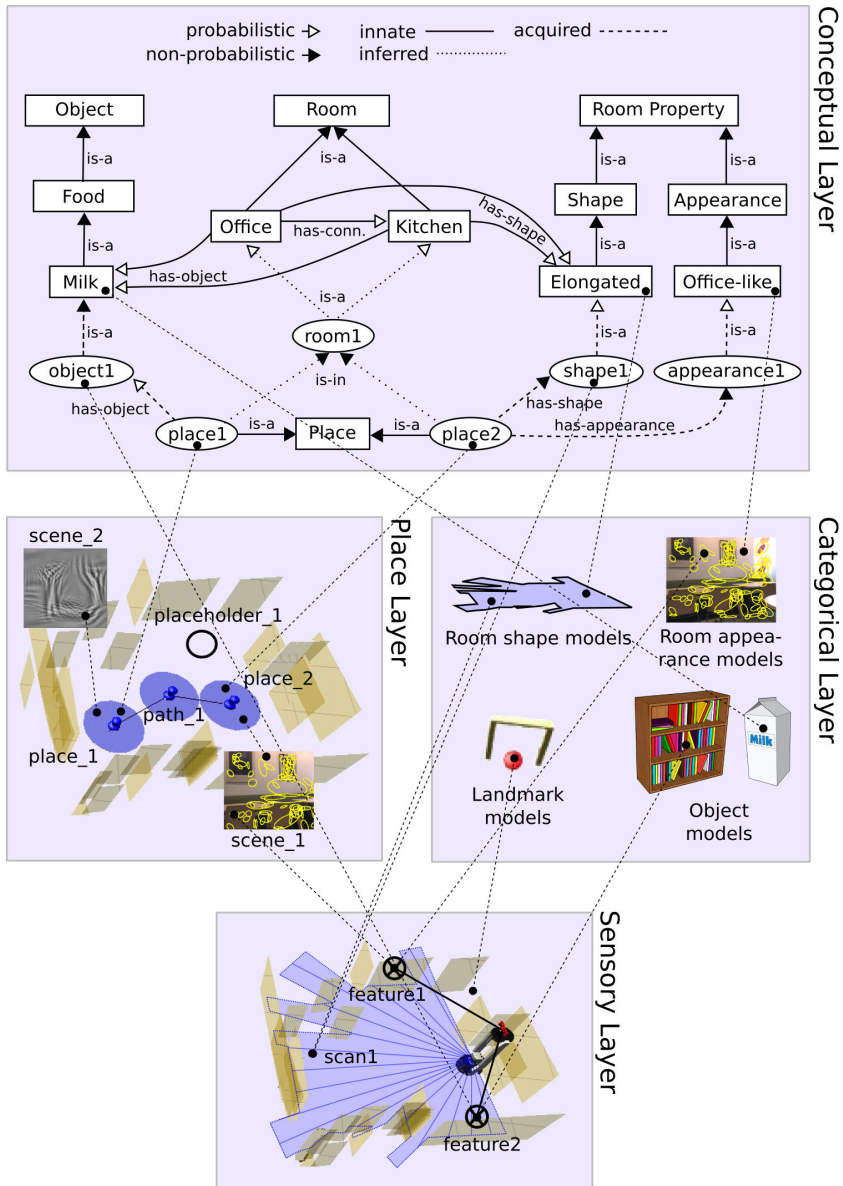 probabilistic
innate
acquired
non-probabilistic
inferred
Conceptual Layer
Object
Room
Room Property
is-a
is-a
is-a
is-a
Food
Office
Kitchen
Shape
Appearance
has-shape
has-conn.
is-a
is-a
is-a
has-object
Milk
Elongated
Office-like
is-a
is-a
is-a
is-a
room1
object1
shape1
appearance1
is-in
has-object
has-shape
place1
is-a
Place
is-a
place2
has-appearance
Place Layer
scene_2
placeholder_1
place_2
path_1
place_1
scene_1
Categorical Layer
Room shape models
Room appea-
rance models
Milk
Landmark
models
Object
models
Sensory Layer
feature1
scan1
feature2